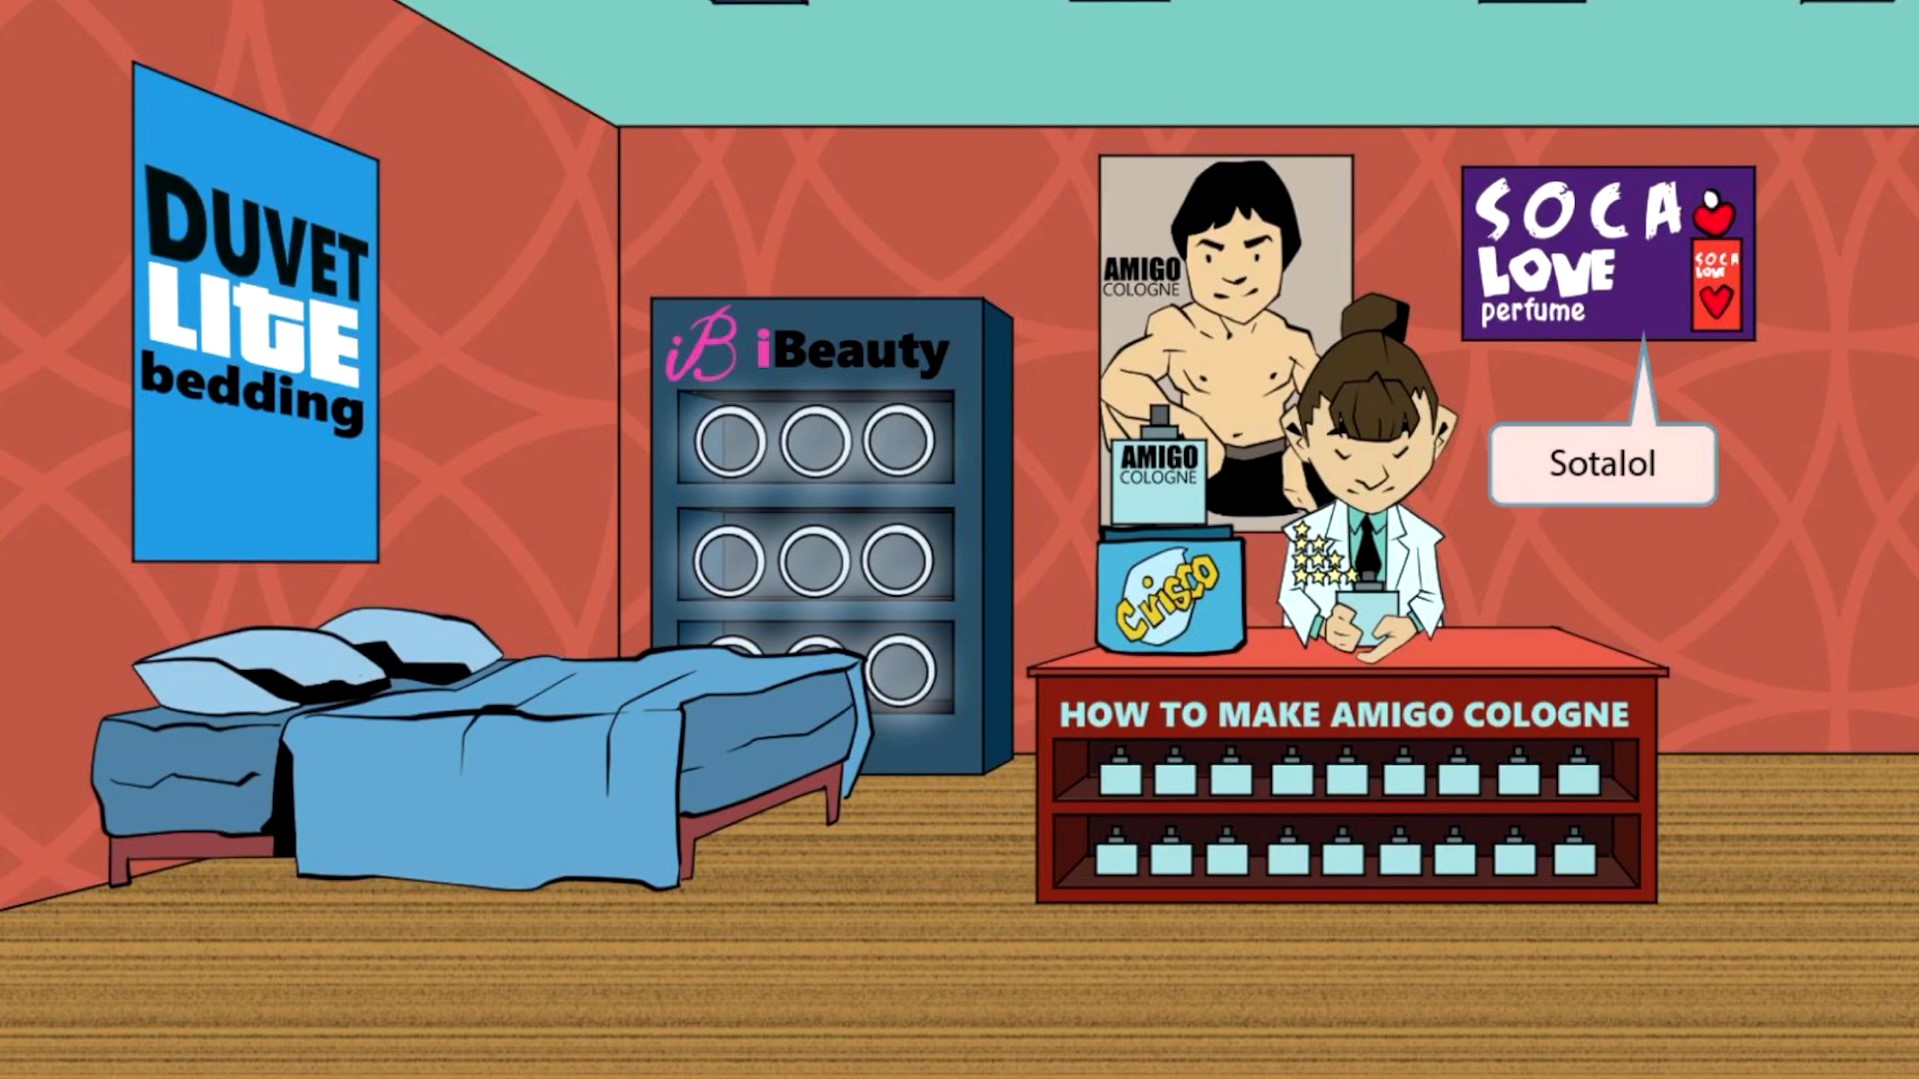 DUVET
LITE
bedding
iB iBeauty
AMIGO
COLOGNE
SOCA
LOVE
perfume
SOCA
LOVE
Sotalol
AMIGO
COLOGNE
Crisco
HOW TO MAKE AMIGO COLOGNE